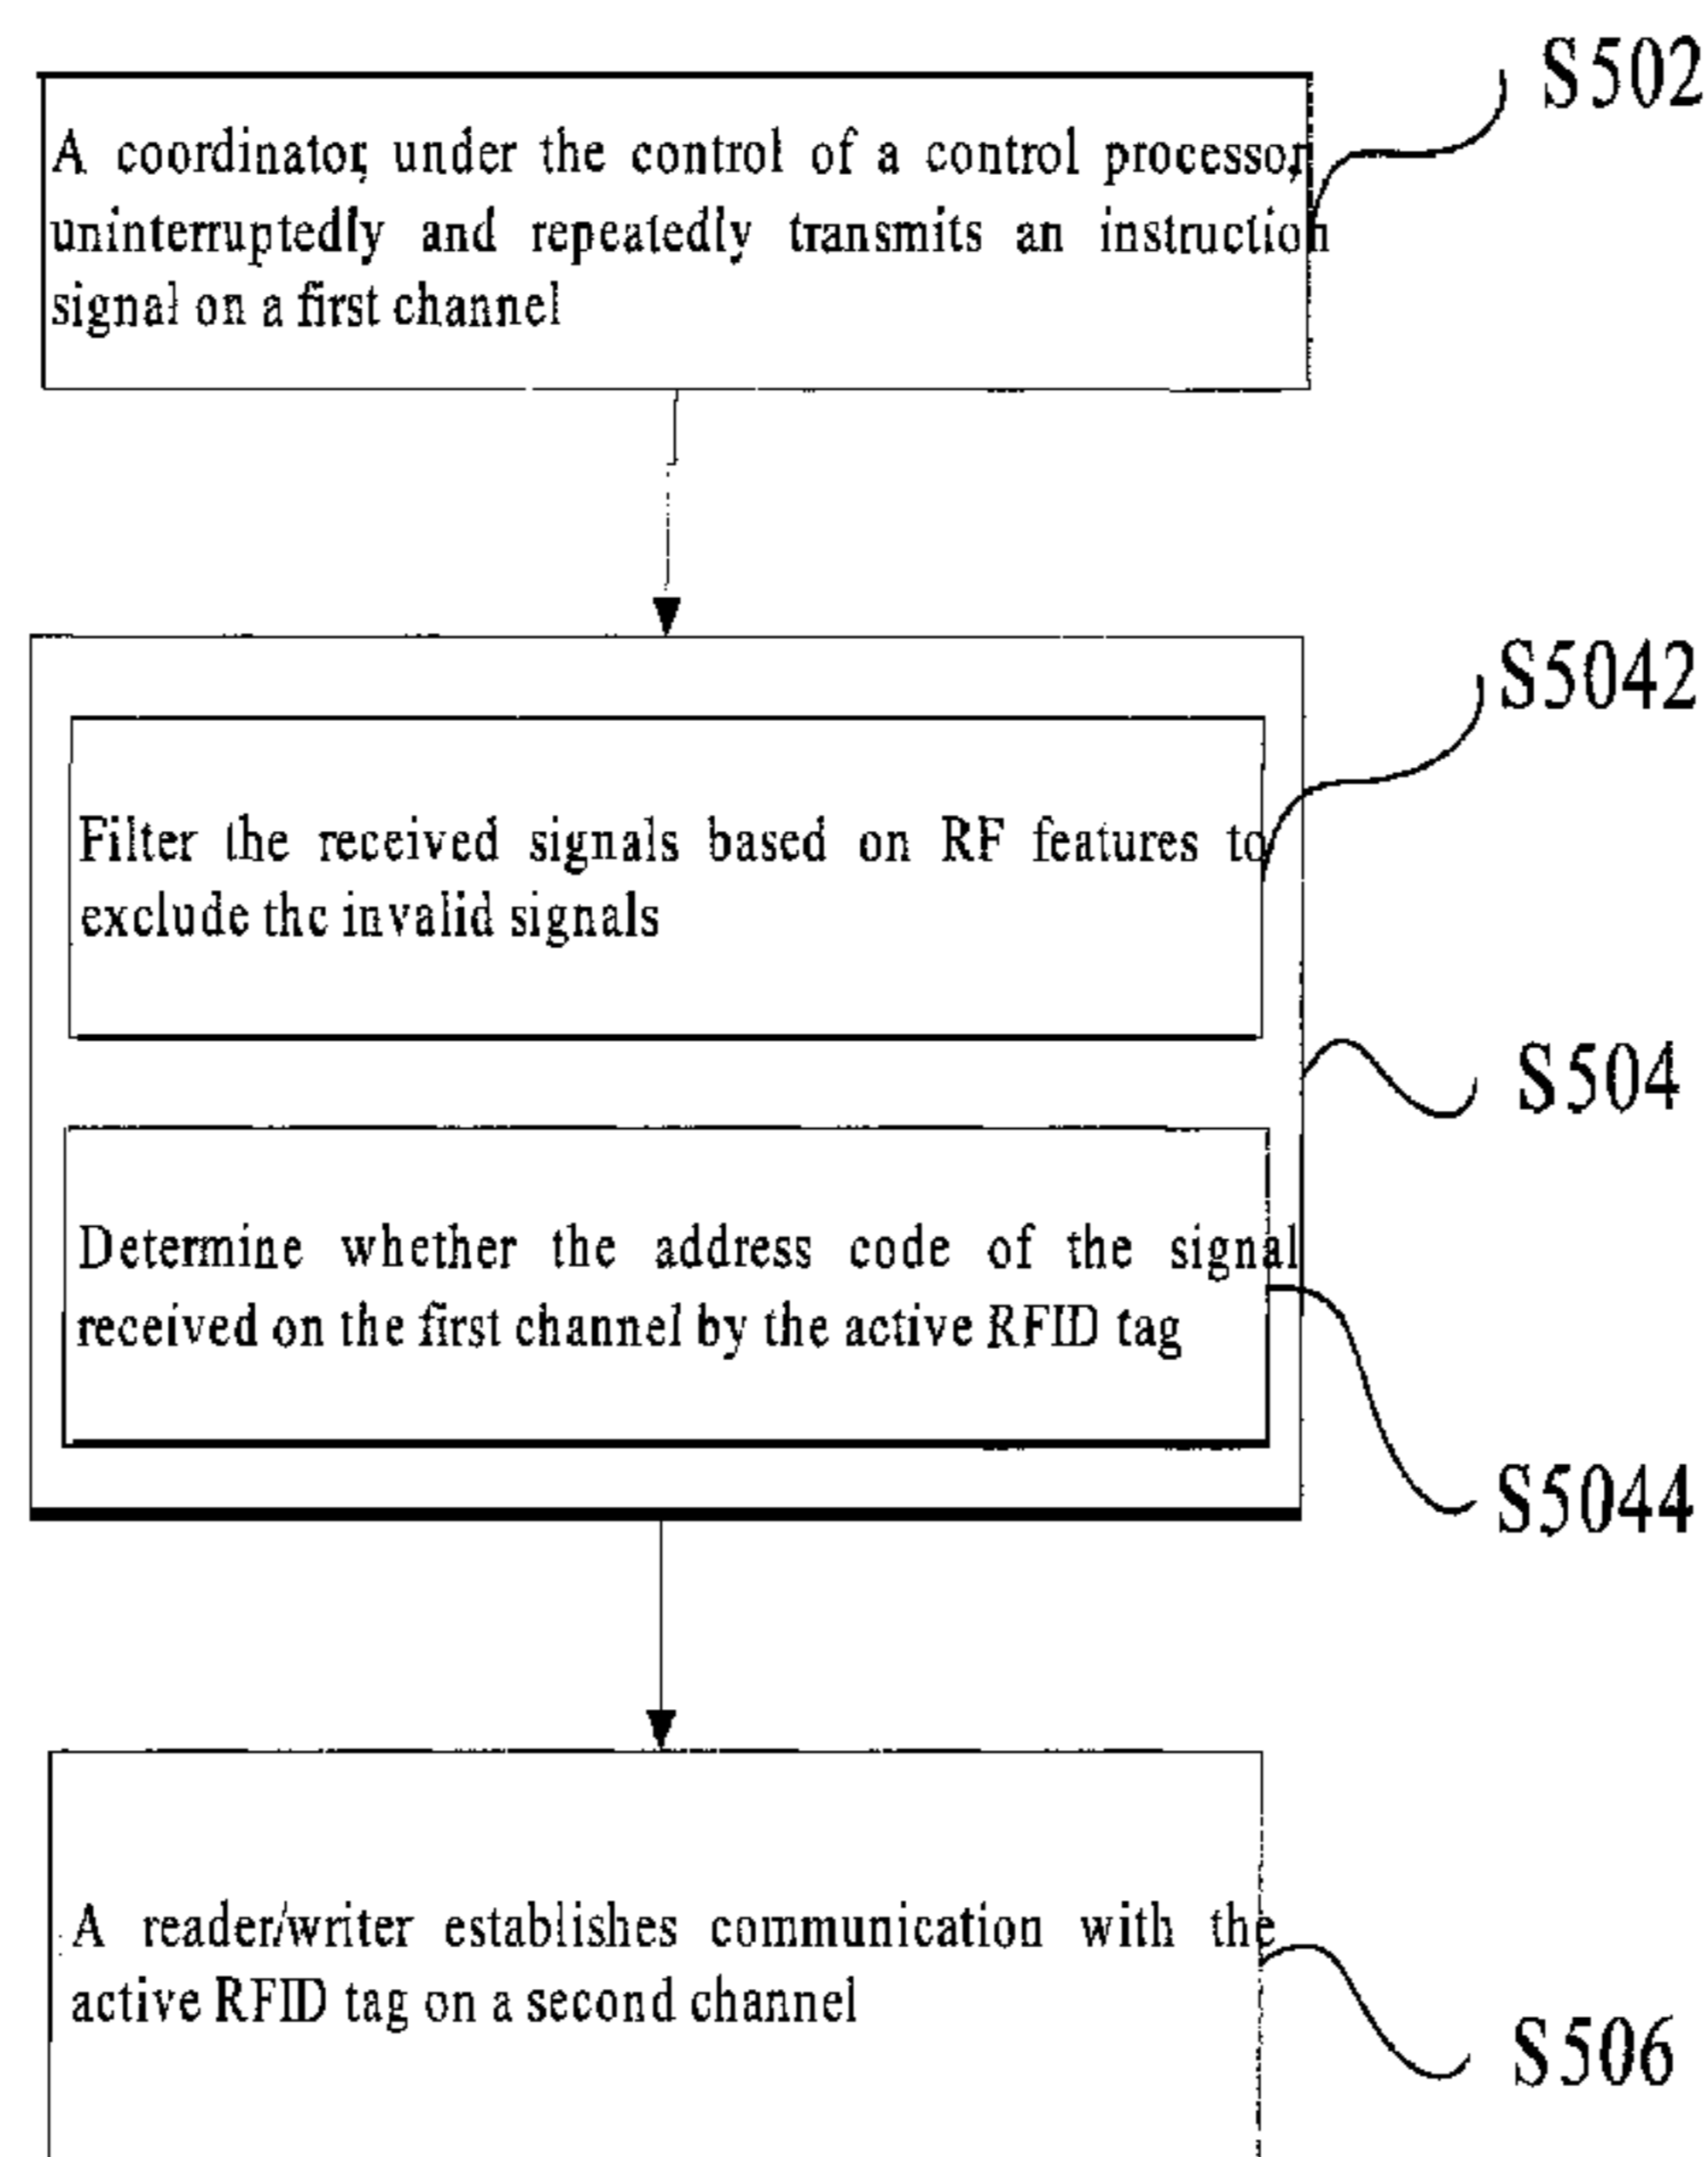 S502
A coordinator, under the control of a control processor,
uninterruptedly and repeatedly transmits an instruction
signal on a first channel
S5042
Filter the received signals based on RF features to
exclude the invalid signals
S504
Determine whether the address code of the signal
received on the first channel by the active RFID tag
S5044
A reader/writer establishes communication with the
active RFID tag on a second channel
S506